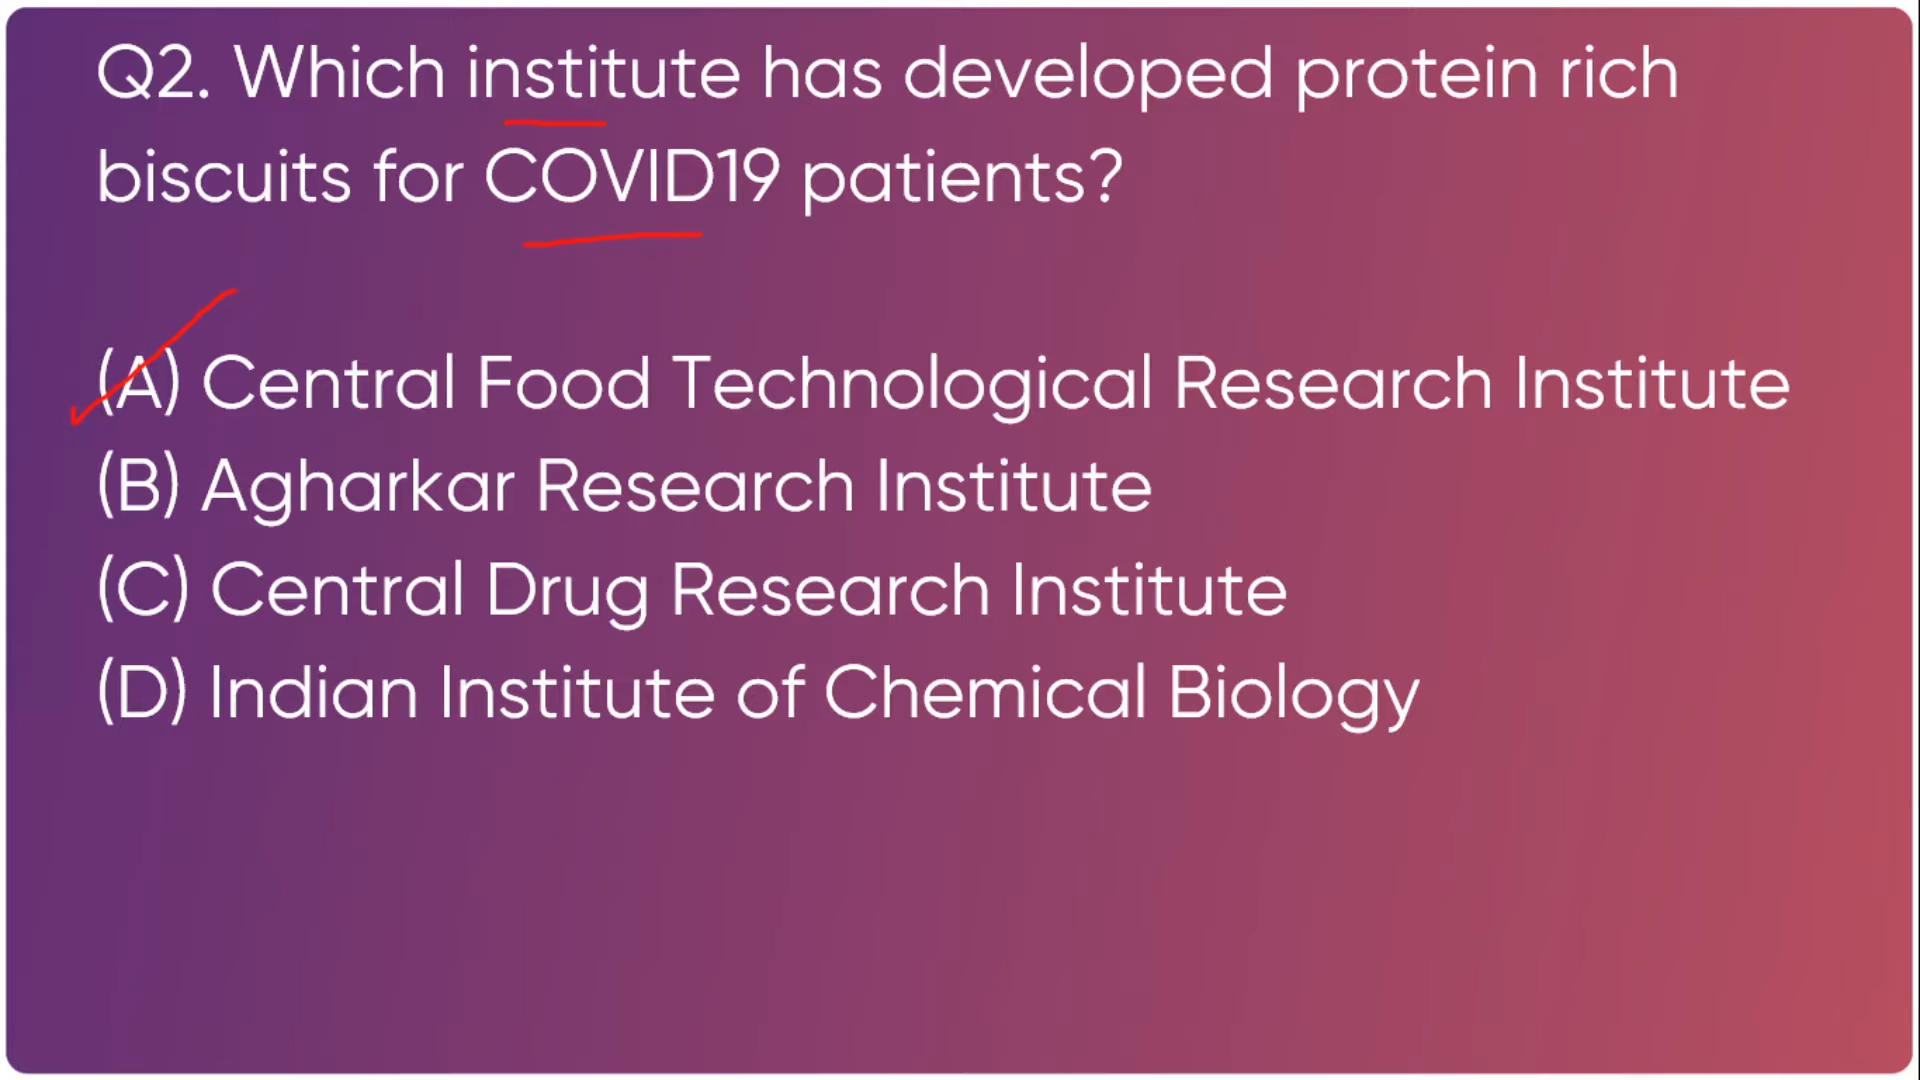 Q2. Which institute has developed protein rich
biscuits for COVID19 patients?
(A) Central Food Technological Research Institute
(B) Agharkar Research Institute
(C) Central Drug Research Institute
(D) Indian Institute of Chemical Biology